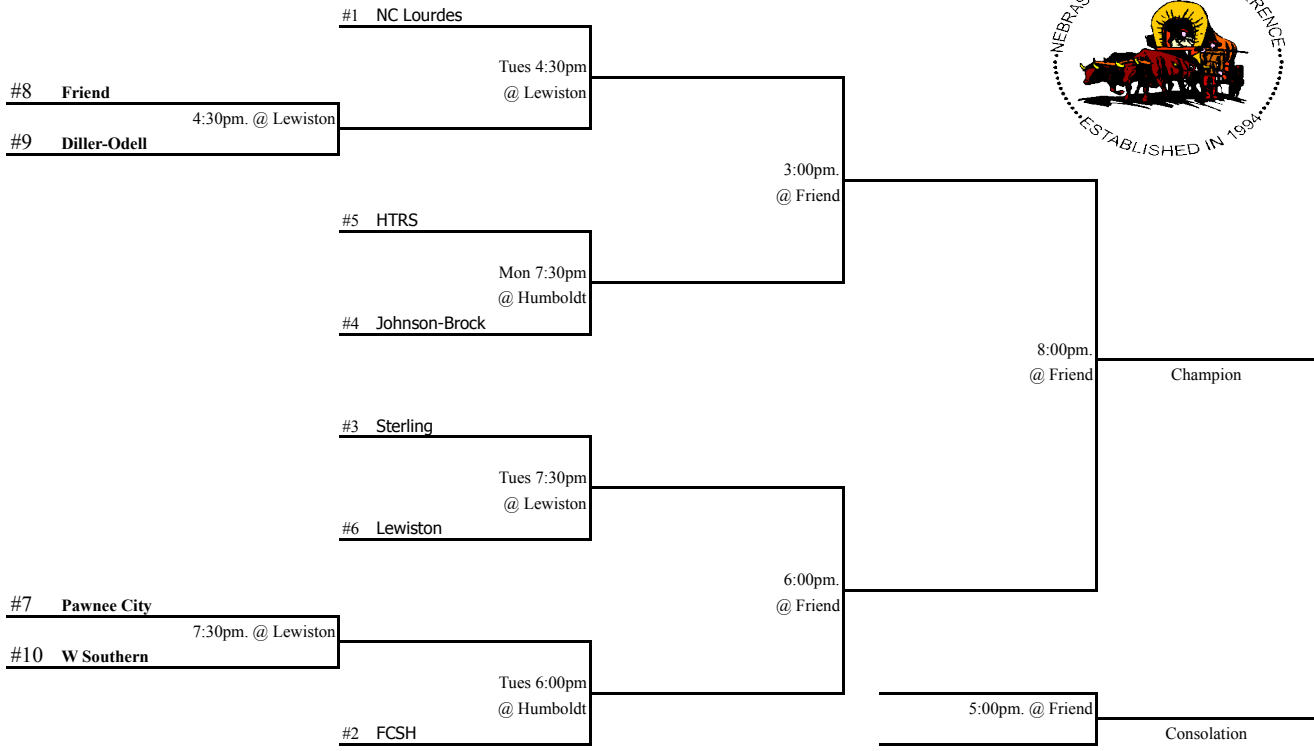 #1 NC Lourdes
Tues 4:30pm
@ Lewiston
#8 Friend
4:30pm. @ Lewiston
#9 Diller-Odell
3:00pm.
@ Friend
#5 HTRS
Mon 7:30pm
@ Humboldt
#4 Johnson-Brock
8:00pm.
@ Friend
Champion
#3 Sterling
Tues 7:30pm
@ Lewiston
#6 Lewiston
6:00pm.
@ Friend
#7 Pawnee City
7:30pm. @ Lewiston
#10 W Southern
Tues 6:00pm
@ Humboldt
#2 FCSH
5:00pm. @ Friend
Consolation
ESTABLISHED IN 1994